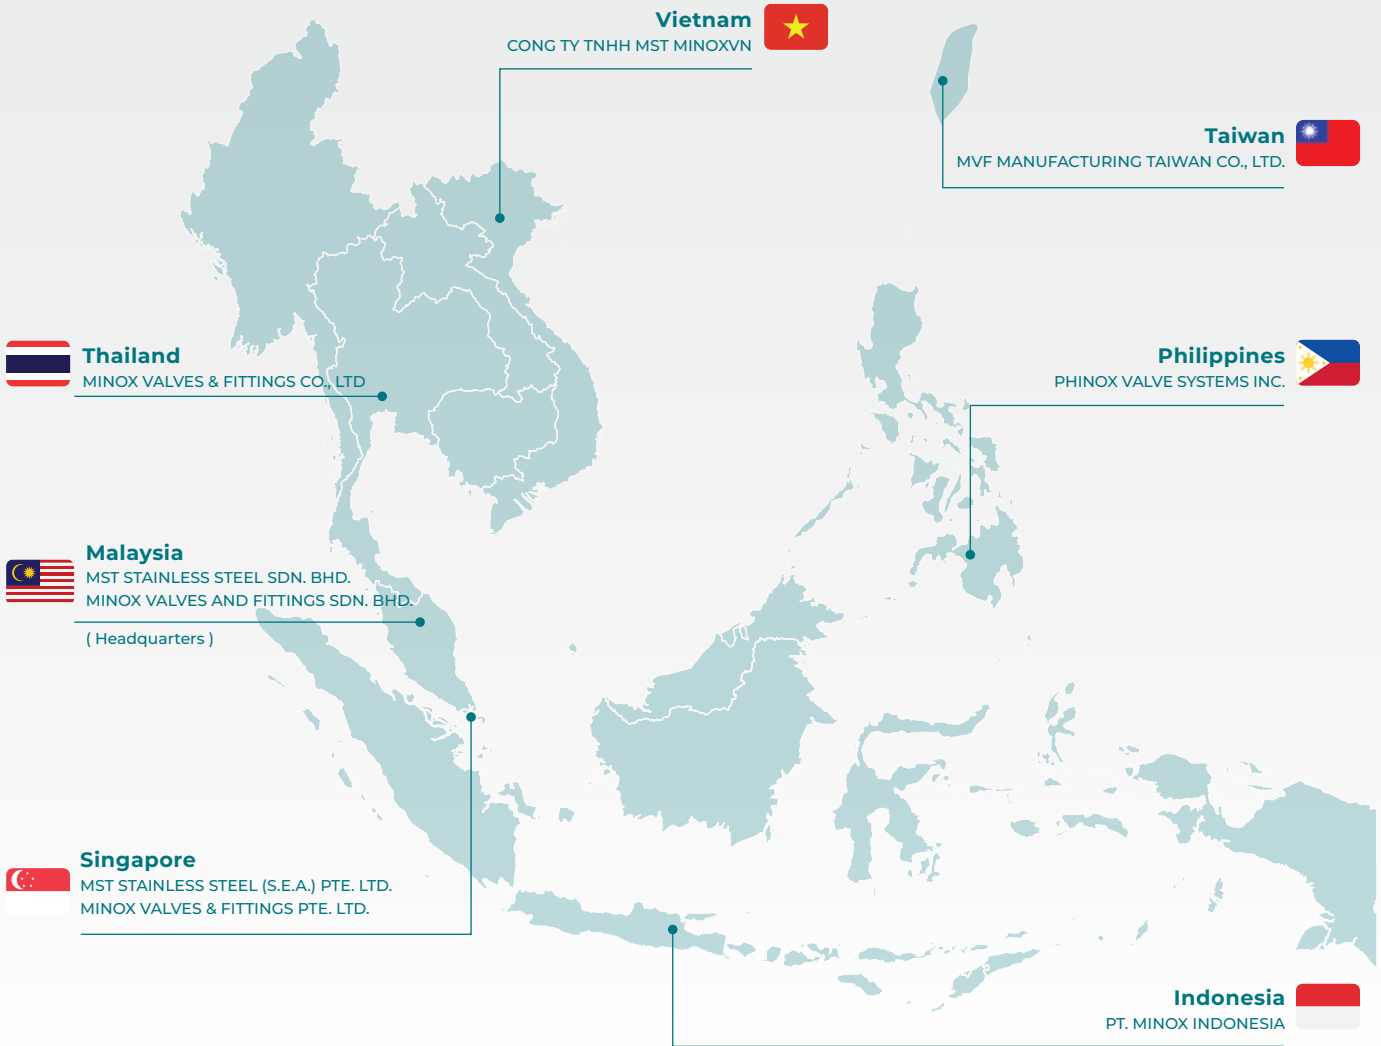 Vietnam
CONG TY TNHH MST MINOXVN
Taiwan
MVF MANUFACTURING TAIWAN CO., LTD.
Thailand
MINOX VALVES & FITTINGS CO., LTD
Philippines
PHINOX VALVE SYSTEMS INC.
Malaysia
MST STAINLESS STEEL SDN. BHD.
MINOX VALVES AND FITTINGS SDN. BHD.
( Headquarters )
Singapore
MST STAINLESS STEEL (S.E.A.) PTE. LTD.
MINOX VALVES & FITTINGS PTE. LTD.
Indonesia
PT. MINOX INDONESIA